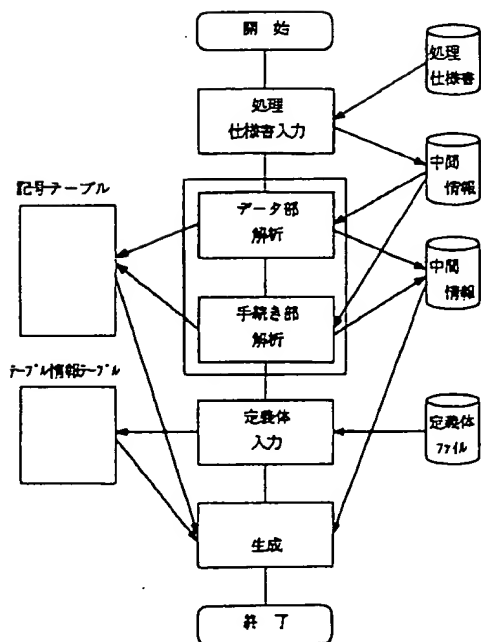 開 始
処理
仕様書
処理
仕様書入力
中間
情報
記号テーブル
データ部
解析
中間
情報
手続き部
解析
テーブル情報テーブル
定義体
入力
定義体
ファイル
生成
終 了